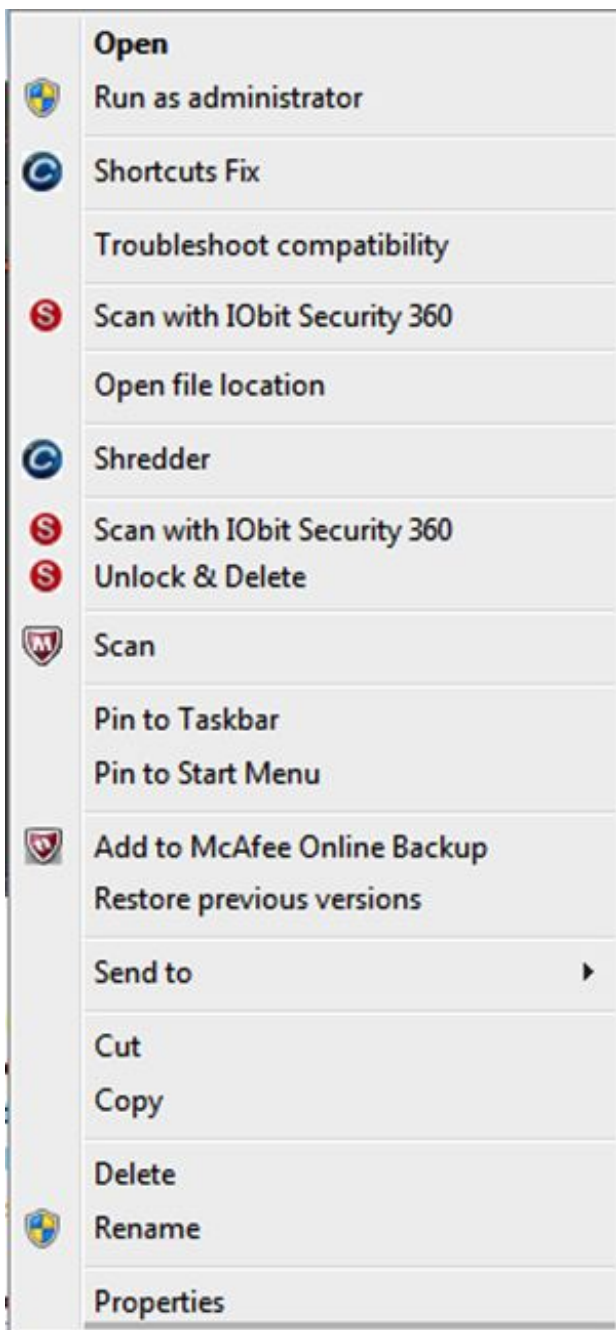 Open
Run as administrator
Shortcuts Fix
Troubleshoot compatibility
Scan with IObit Security 360
Open file location
Shredder
Scan with IObit Security 360
Unlock & Delete
Scan
Pin to Taskbar
Pin to Start Menu
Add to McAfee Online Backup
Restore previous versions
Send to
Cut
Copy
Delete
Rename
Properties